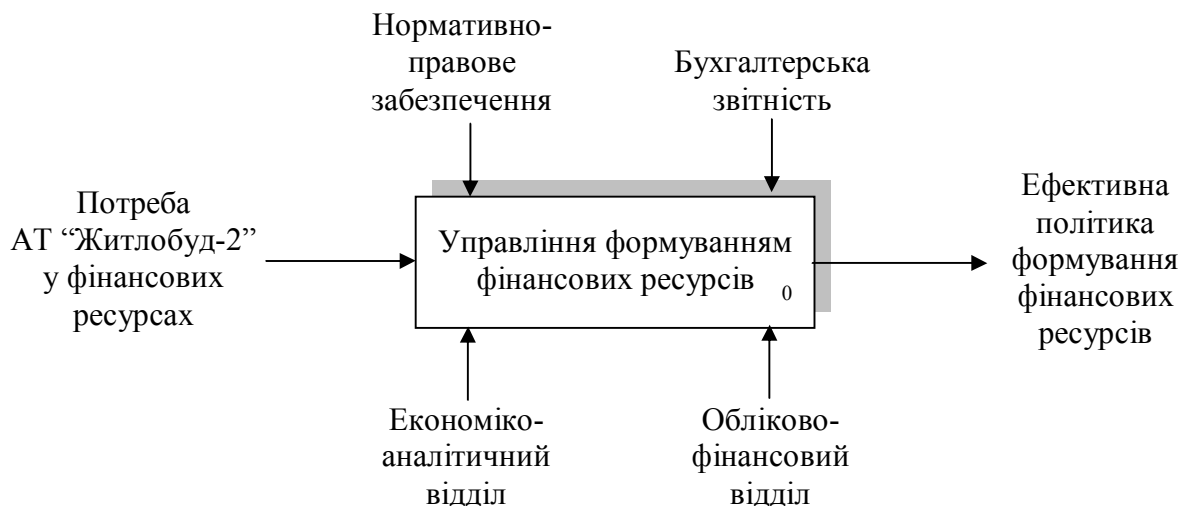 Нормативно-
правове
забезпечення
Бухгалтерська
звітність
Потреба
АТ “Житлобуд-2”
у фінансових
ресурсах
Управління формуванням
фінансових ресурсів
0
Ефективна
політика
формування
фінансових
ресурсів
Економіко-
аналітичний
відділ
Обліково-
фінансовий
відділ